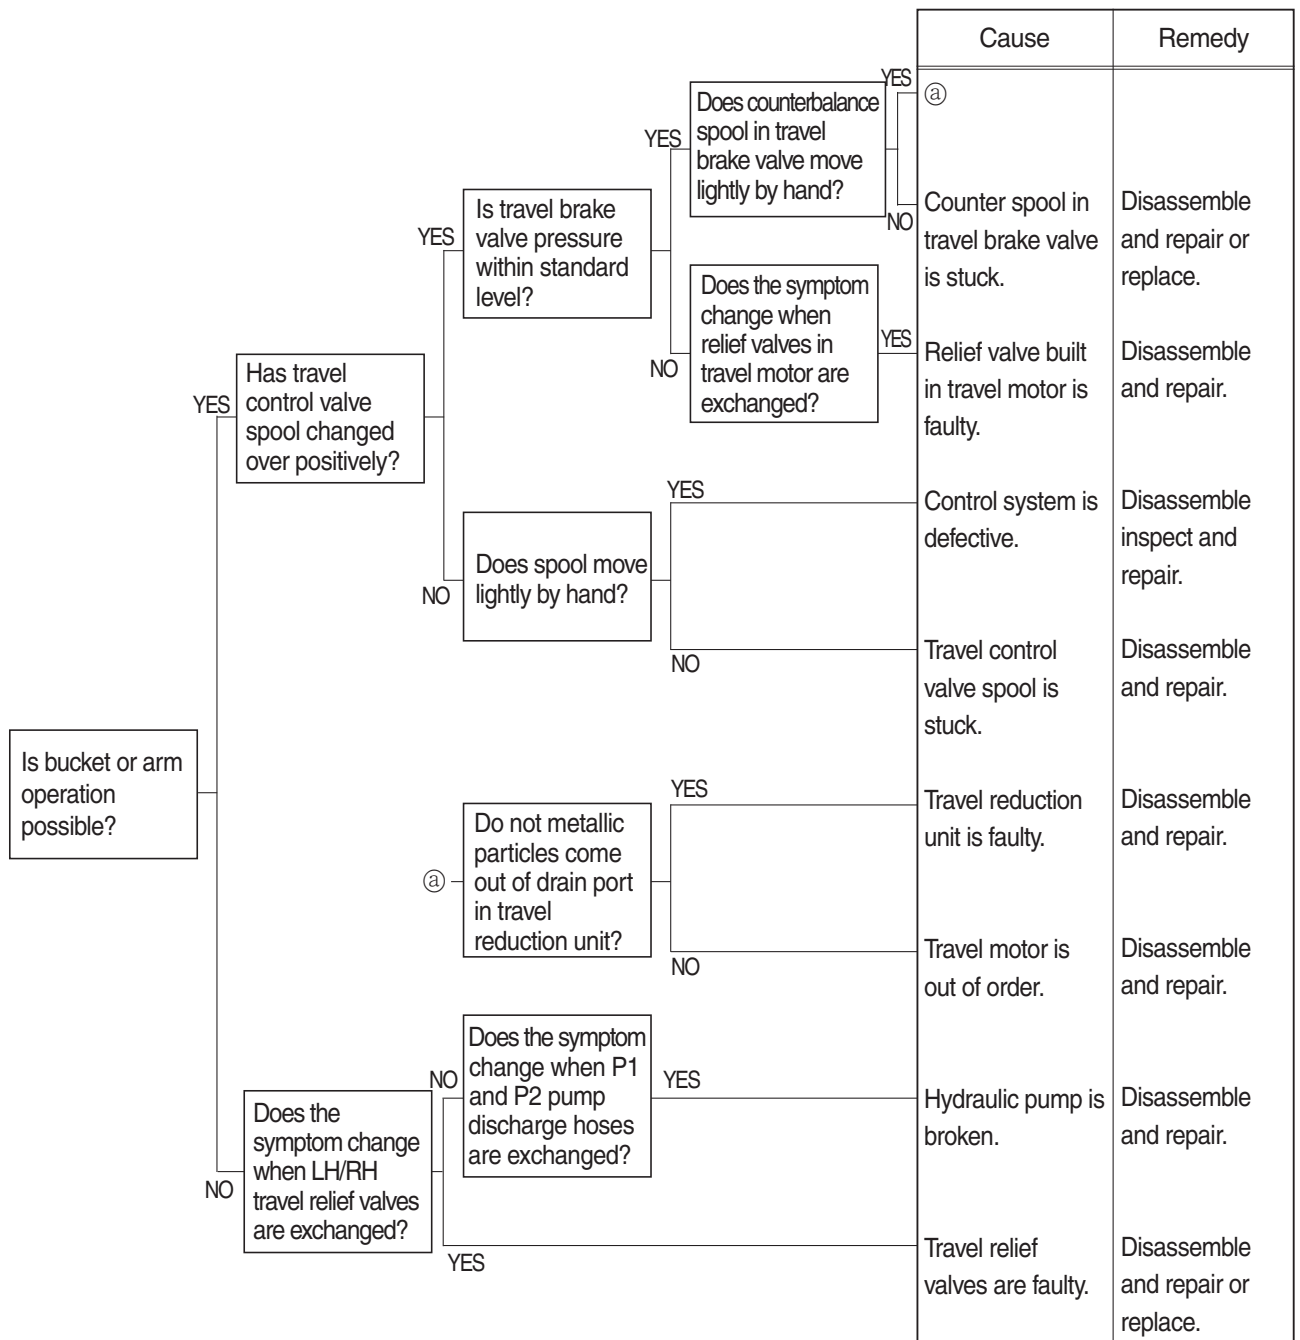 Cause
Remedy
YES
ⓐ
Does counterbalance
spool in travel
brake valve move
lightly by hand?
YES
NO
Counter spool in
travel brake valve
is stuck.
Disassemble
and repair or
replace.
Is travel brake
valve pressure
within standard
level?
YES
Does the symptom
change when
relief valves in
travel motor are
exchanged?
YES
NO
Relief valve built
in travel motor is
faulty.
Disassemble
and repair.
Has travel
control valve
spool changed
over positively?
YES
YES
Control system is
defective.
Disassemble
inspect and
repair.
Does spool move
lightly by hand?
NO
NO
Travel control
valve spool is
stuck.
Disassemble
and repair.
Is bucket or arm
operation
possible?
YES
Travel reduction
unit is faulty.
Disassemble
and repair.
ⓐ
Do not metallic
particles come
out of drain port
in travel
reduction unit?
NO
Travel motor is
out of order.
Disassemble
and repair.
Does the symptom
change when P1
and P2 pump
discharge hoses
are exchanged?
NO
YES
Hydraulic pump is
broken.
Disassemble
and repair.
Does the
symptom change
when LH/RH
travel relief valves
are exchanged?
NO
YES
Travel relief
valves are faulty.
Disassemble
and repair or
replace.